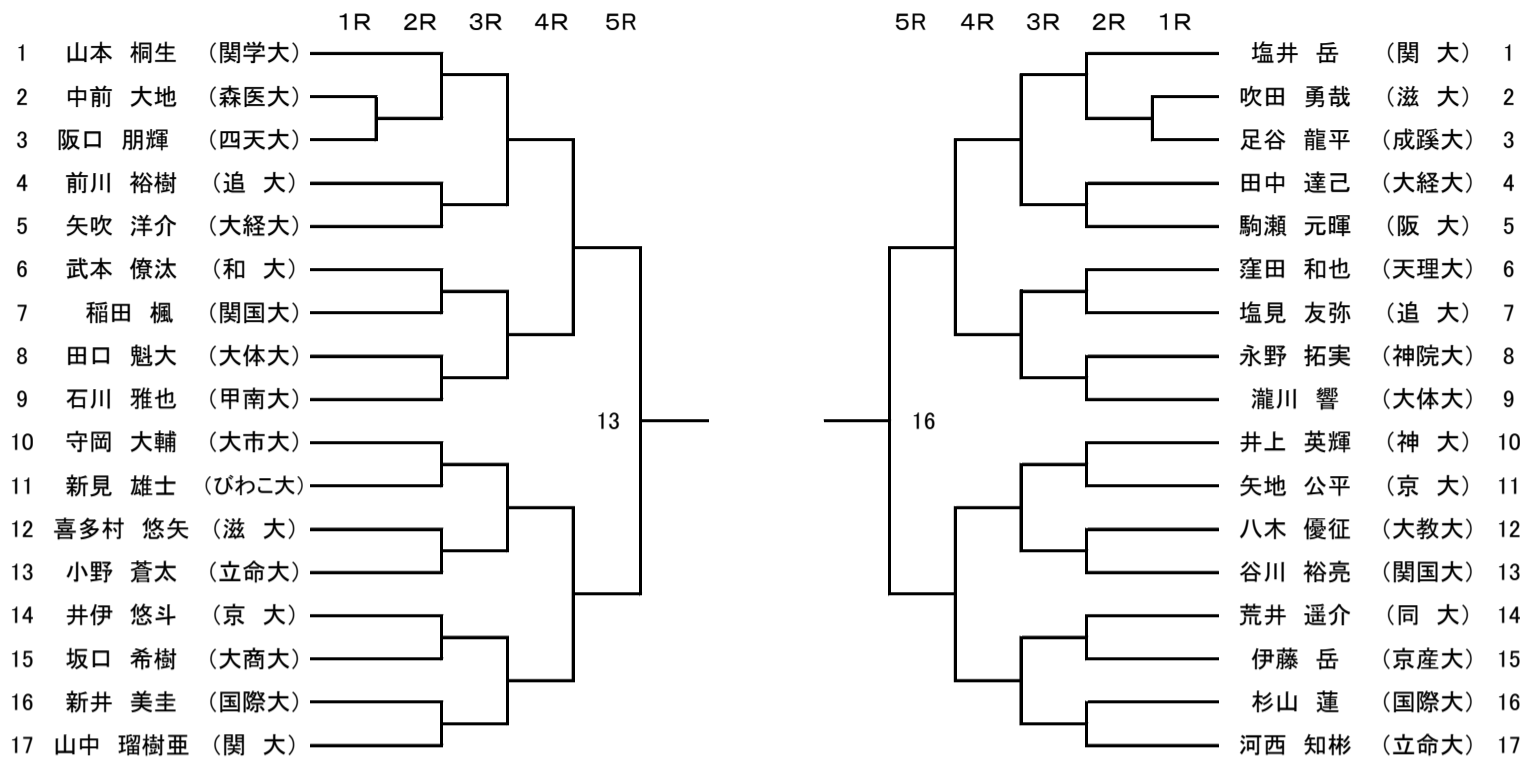 1R 2R 3R 4R 5R 5R 4R 3R 2R 1R
1 山本 桐生 (関学大) 塩井 岳 (関 大) 1
2 中前 大地 (森医大) 吹田 勇哉 (滋 大) 2
3 阪口 朋輝 (四天大) 足谷 龍平 (成蹊大) 3
4 前川 裕樹 (追 大) 田中 達己 (大経大) 4
5 矢吹 洋介 (大経大) 駒瀬 元暉 (阪 大) 5
6 武本 僚汰 (和 大) 窪田 和也 (天理大) 6
7 稲田 楓 (関国大) 塩見 友弥 (追 大) 7
8 田口 魁大 (大体大) 永野 拓実 (神院大) 8
9 石川 雅也 (甲南大) 瀧川 響 (大体大) 9
13 16
10 守岡 大輔 (大市大) 井上 英輝 (神 大) 10
11 新見 雄士 (びわこ大) 矢地 公平 (京 大) 11
12 喜多村 悠矢 (滋 大) 八木 優征 (大教大) 12
13 小野 蒼太 (立命大) 谷川 裕亮 (関国大) 13
14 井伊 悠斗 (京 大) 荒井 遥介 (同 大) 14
15 坂口 希樹 (大商大) 伊藤 岳 (京産大) 15
16 新井 美圭 (国際大) 杉山 蓮 (国際大) 16
17 山中 瑠樹亜 (関 大) 河西 知彬 (立命大) 17